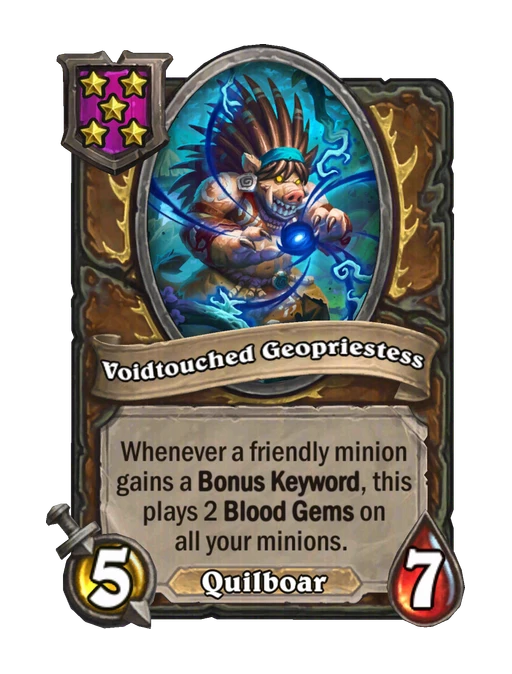 Voidtouched Geopriestess
Whenever a friendly minion
gains a Bonus Keyword, this
plays 2 Blood Gems on
all your minions.
5
Quilboar
7